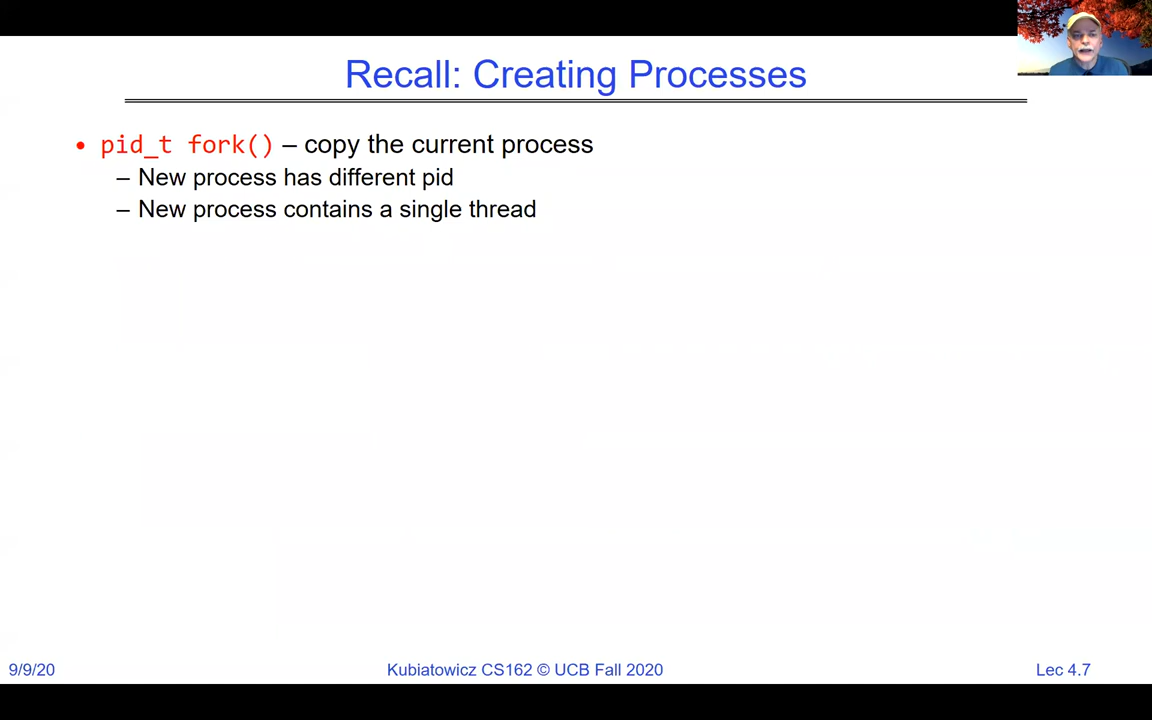 Recall: Creating Processes
• pid_t fork() – copy the current process
– New process has different pid
– New process contains a single thread
9/9/20
Kubiatowicz CS162 © UCB Fall 2020
Lec 4.7